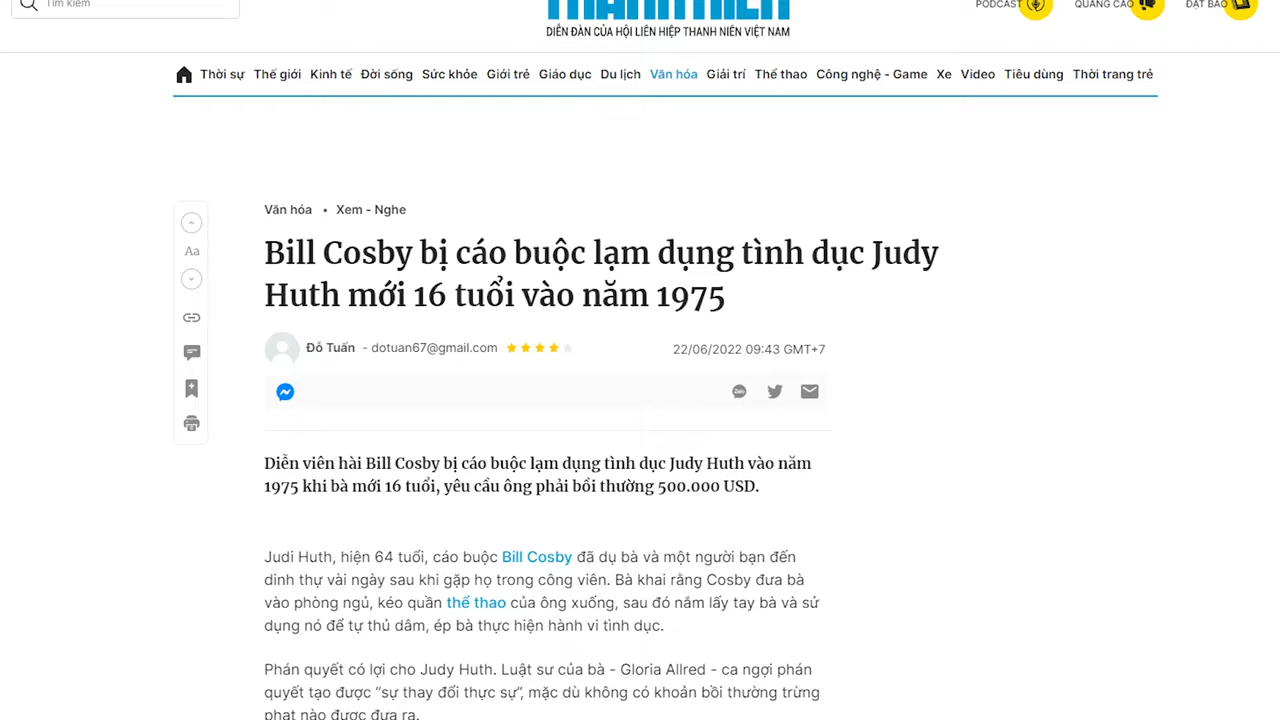 Tìm kiếm
THANH NIÊN
DIỄN ĐÀN CỦA HỘI LIÊN HIỆP THANH NIÊN VIỆT NAM
PODCAST QUẢNG CÁO ĐẶT BÁO
Thời sự Thế giới Kinh tế Đời sống Sức khỏe Giới trẻ Giáo dục Du lịch Văn hóa Giải trí Thể thao Công nghệ - Game Xe Video Tiêu dùng Thời trang trẻ
Văn hóa • Xem - Nghe
Bill Cosby bị cáo buộc lạm dụng tình dục Judy
Huth mới 16 tuổi vào năm 1975
Aa
Đỗ Tuấn - dotuan67@gmail.com
22/06/2022 09:43 GMT+7
Zalo
Diễn viên hài Bill Cosby bị cáo buộc lạm dụng tình dục Judy Huth vào năm
1975 khi bà mới 16 tuổi, yêu cầu ông phải bồi thường 500.000 USD.
Judi Huth, hiện 64 tuổi, cáo buộc Bill Cosby đã dụ bà và một người bạn đến
dinh thự vài ngày sau khi gặp họ trong công viên. Bà khai rằng Cosby đưa bà
vào phòng ngủ, kéo quần thể thao của ông xuống, sau đó nắm lấy tay bà và sử
dụng nó để tự thủ dâm, ép bà thực hiện hành vi tình dục.
Phán quyết có lợi cho Judy Huth. Luật sư của bà - Gloria Allred - ca ngợi phán
quyết tạo được “sự thay đổi thực sự”, mặc dù không có khoản bồi thường trừng
phạt nào được đưa ra.